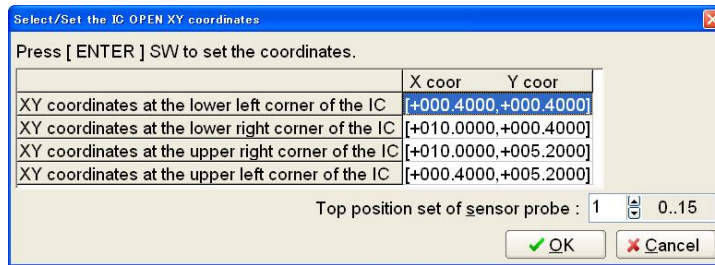 Select/Set the IC OPEN XY coordinates
Press [ ENTER ] SW to set the coordinates.
X coor Y coor
XY coordinates at the lower left corner of the IC [+000.4000,+000.4000]
XY coordinates at the lower right corner of the IC [+010.0000,+000.4000]
XY coordinates at the upper right corner of the IC [+010.0000,+005.2000]
XY coordinates at the upper left corner of the IC [+000.4000,+005.2000]
Top position set of sensor probe : 1 0..15
OK Cancel